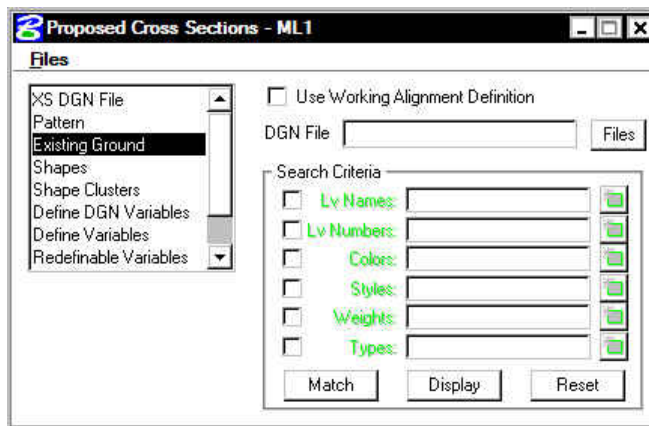 Proposed Cross Sections - ML1
Files
XS DGN File
Pattern
Existing Ground
Shapes
Shape Clusters
Define DGN Variables
Define Variables
Redefinable Variables
Use Working Alignment Definition
DGN File
Files
Search Criteria
Lv Names:
Lv Numbers:
Colors:
Styles:
Weights:
Types:
Match
Display
Reset